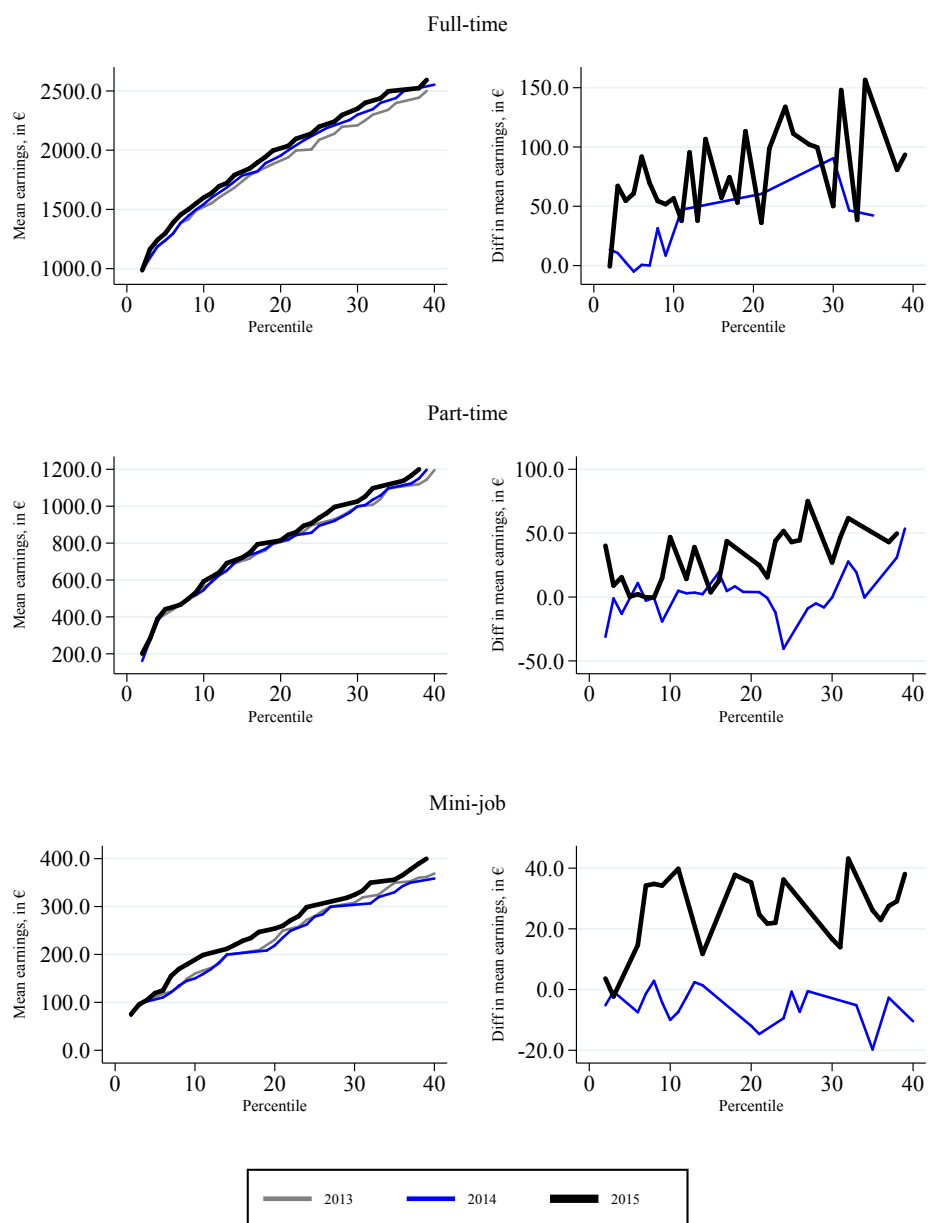 Full-time
Mean earnings, in €
2500.0
2000.0
1500.0
1000.0
0 10 20 30 40
Percentile
Diff in mean earnings, in €
150.0
100.0
50.0
0.0
0 10 20 30 40
Percentile
Part-time
Mean earnings, in €
1200.0
1000.0
800.0
600.0
400.0
200.0
0 10 20 30 40
Percentile
Diff in mean earnings, in €
100.0
50.0
0.0
-50.0
0 10 20 30 40
Percentile
Mini-job
Mean earnings, in €
400.0
300.0
200.0
100.0
0.0
0 10 20 30 40
Percentile
Diff in mean earnings, in €
40.0
20.0
0.0
-20.0
0 10 20 30 40
Percentile
2013 2014 2015